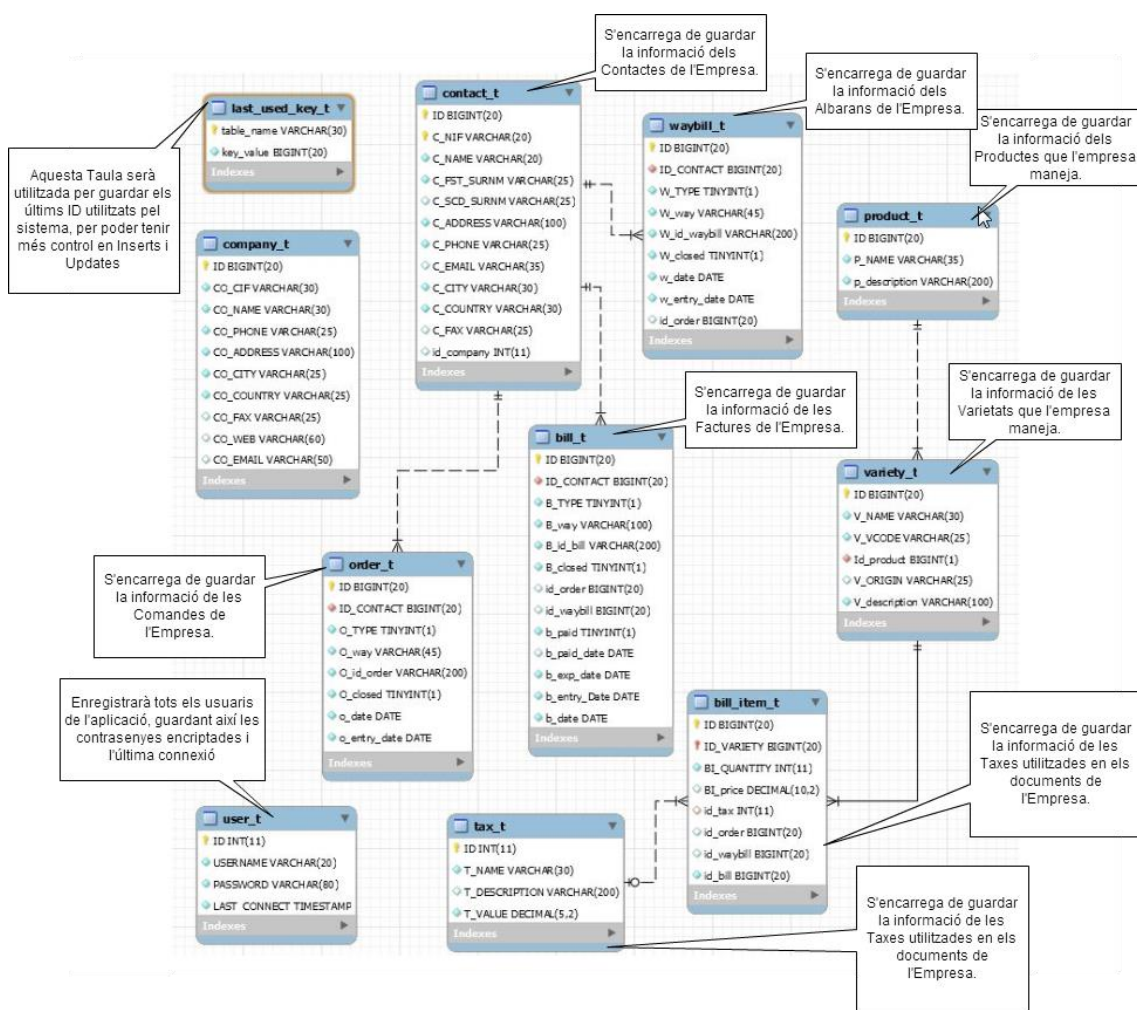 S'encarrega de guardar
la informació dels
Contactes de l'Empresa.
S'encarrega de guardar
la informació dels
Albarans de l'Empresa.
S'encarrega de guardar
la informació dels
Productes que l'empresa
maneja.
Aquesta Taula serà
utilitzada per guardar els
últims ID utilitzats pel
sistema, per poder tenir
més control en Inserts i
Updates
last_used_key_t
table_name VARCHAR(30)
key_value BIGINT(20)
Indexes
contact_t
ID BIGINT(20)
C_NIF VARCHAR(20)
C_NAME VARCHAR(20)
C_FST_SURNM VARCHAR(25)
C_SCD_SURNM VARCHAR(25)
C_ADDRESS VARCHAR(100)
C_PHONE VARCHAR(25)
C_EMAIL VARCHAR(35)
C_CITY VARCHAR(30)
C_COUNTRY VARCHAR(30)
C_FAX VARCHAR(25)
id_company INT(11)
Indexes
waybill_t
ID BIGINT(20)
ID_CONTACT BIGINT(20)
W_TYPE TINYINT(1)
W_way VARCHAR(45)
W_id_waybill VARCHAR(200)
W_closed TINYINT(1)
w_date DATE
w_entry_date DATE
id_order BIGINT(20)
Indexes
product_t
ID BIGINT(20)
P_NAME VARCHAR(35)
p_description VARCHAR(200)
Indexes
company_t
ID BIGINT(20)
CO_CIF VARCHAR(30)
CO_NAME VARCHAR(30)
CO_PHONE VARCHAR(25)
CO_ADDRESS VARCHAR(100)
CO_CITY VARCHAR(25)
CO_COUNTRY VARCHAR(25)
CO_FAX VARCHAR(25)
CO_WEB VARCHAR(60)
CO_EMAIL VARCHAR(50)
Indexes
S'encarrega de guardar
la informació de les
Factures de l'Empresa.
S'encarrega de guardar
la informació de les
Varietats que l'empresa
maneja.
bill_t
ID BIGINT(20)
ID_CONTACT BIGINT(20)
B_TYPE TINYINT(1)
B_way VARCHAR(100)
B_id_bill VARCHAR(200)
B_closed TINYINT(1)
id_order BIGINT(20)
id_waybill BIGINT(20)
b_paid TINYINT(1)
b_paid_date DATE
b_exp_date DATE
b_entry_Date DATE
b_date DATE
Indexes
variety_t
ID BIGINT(20)
V_NAME VARCHAR(30)
V_VCODE VARCHAR(25)
Id_product BIGINT(1)
V_ORIGIN VARCHAR(25)
V_description VARCHAR(100)
Indexes
S'encarrega de guardar
la informació de les
Comandes de
l'Empresa.
order_t
ID BIGINT(20)
ID_CONTACT BIGINT(20)
O_TYPE TINYINT(1)
O_way VARCHAR(45)
O_id_order VARCHAR(200)
O_closed TINYINT(1)
o_date DATE
o_entry_date DATE
Indexes
Enregistrarà tots els usuaris
de l'aplicació, guardant així les
contrasenyes encriptades i
l'última connexió
bill_item_t
ID BIGINT(20)
ID_VARIETY BIGINT(20)
BI_QUANTITY INT(11)
BI_price DECIMAL(10,2)
id_tax INT(11)
id_order BIGINT(20)
id_waybill BIGINT(20)
id_bill BIGINT(20)
Indexes
S'encarrega de guardar
la informació de les
Taxes utilitzades en els
documents de
l'Empresa.
user_t
ID INT(11)
USERNAME VARCHAR(20)
PASSWORD VARCHAR(80)
LAST_CONNECT TIMESTAMP
Indexes
tax_t
ID INT(11)
T_NAME VARCHAR(30)
T_DESCRIPTION VARCHAR(200)
T_VALUE DECIMAL(5,2)
Indexes
S'encarrega de guardar
la informació de les
Taxes utilitzades en els
documents de
l'Empresa.